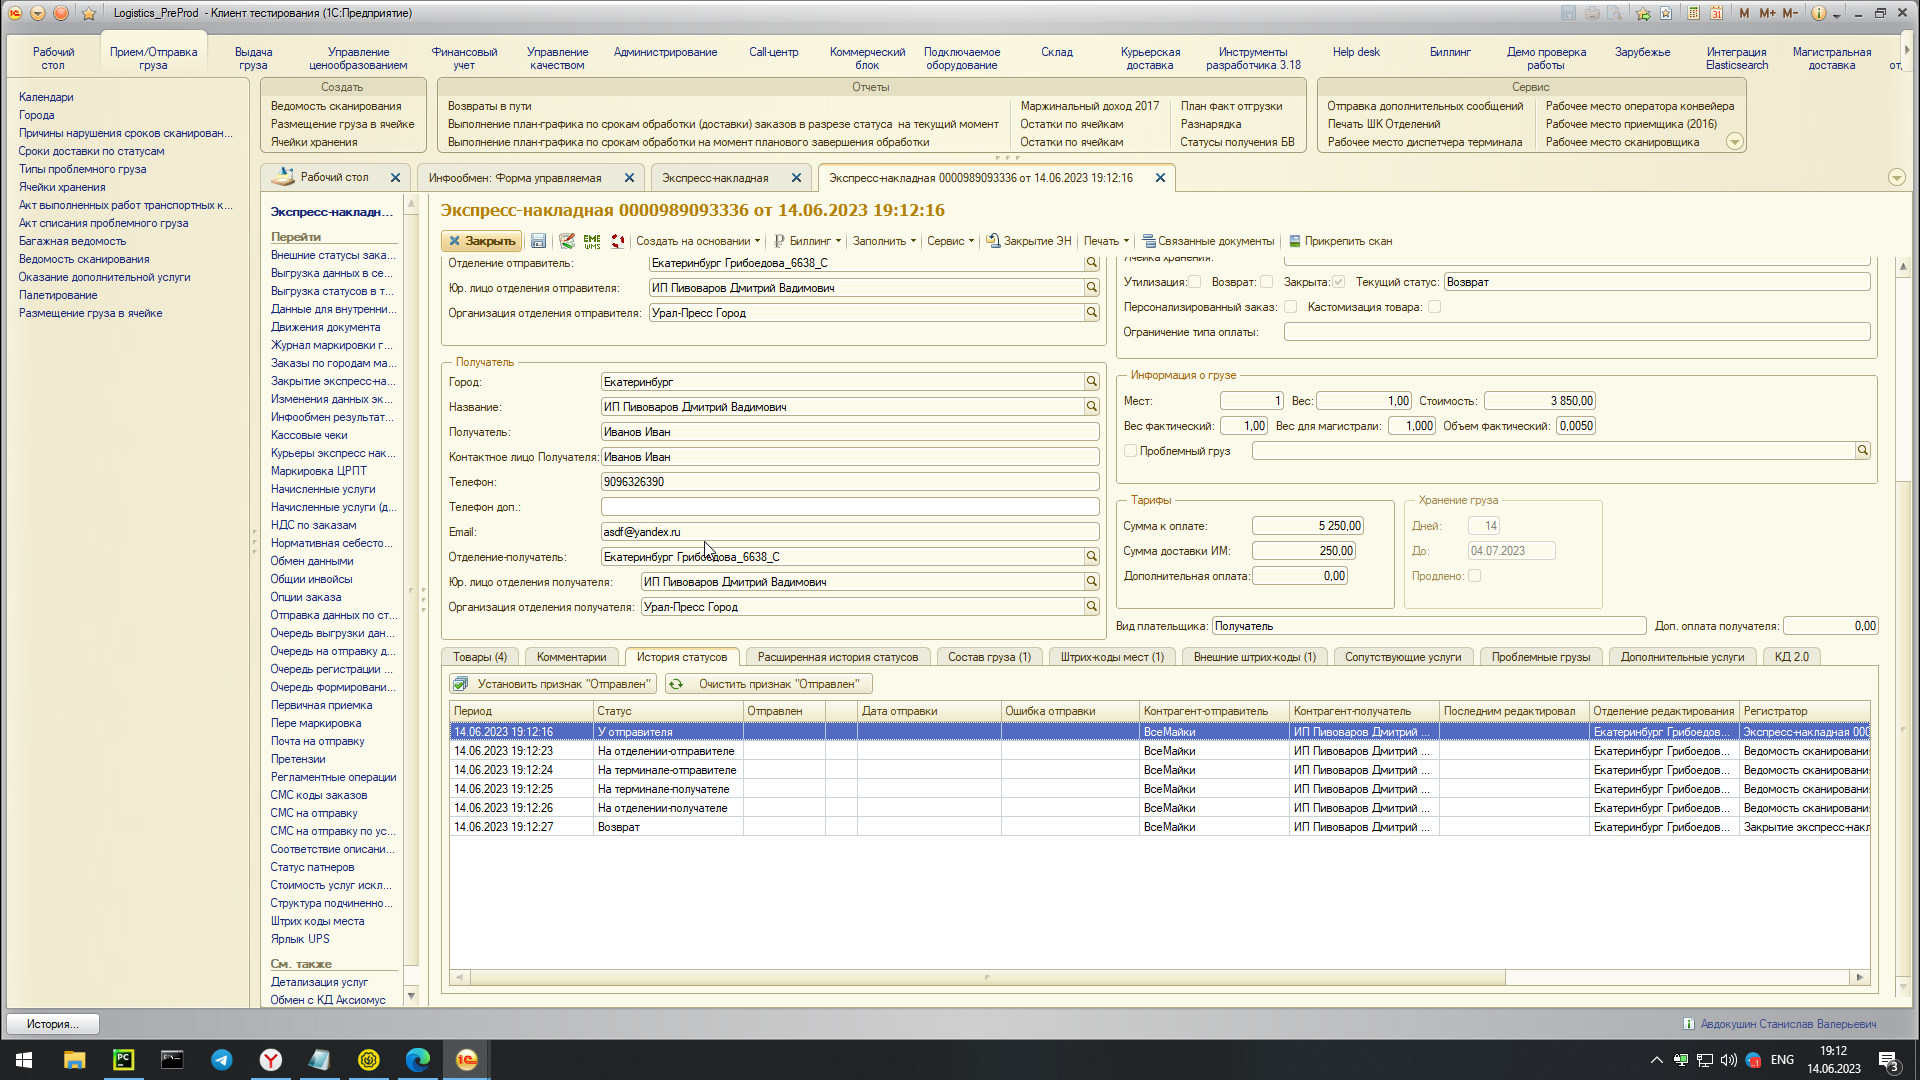 Logistics_PreProd - Клиент тестирования (1С:Предприятие)
M M+ M-
Рабочий стол
Прием/Отправка груза
Выдача груза
Управление ценообразованием
Финансовый учет
Управление качеством
Администрирование
Call-центр
Коммерческий блок
Подключаемое оборудование
Склад
Курьерская доставка
Инструменты разработчика 3.18
Help desk
Биллинг
Демо проверка работы
Зарубежье
Интеграция Elasticsearch
Магистральная доставка
Календари
Города
Причины нарушения сроков сканирован...
Сроки доставки по статусам
Типы проблемного груза
Ячейки хранения
Акт выполненных работ транспортных к...
Акт списания проблемного груза
Багажная ведомость
Ведомость сканирования
Оказание дополнительной услуги
Палетирование
Размещение груза в ячейке
Создать
Ведомость сканирования
Размещение груза в ячейке
Ячейки хранения
Отчеты
Возвраты в пути
Выполнение план-графика по срокам обработки (доставки) заказов в разрезе статуса на текущий момент
Выполнение план-графика по срокам обработки на момент планового завершения обработки
Маржинальный доход 2017
Остатки по ячейкам
Остатки по ячейкам
План факт отгрузки
Разнарядка
Статусы получения БВ
Сервис
Отправка дополнительных сообщений
Печать ШК Отделений
Рабочее место диспетчера терминала
Рабочее место оператора конвейера
Рабочее место приемщика (2016)
Рабочее место сканировщика
Рабочий стол
Инфообмен: Форма управляемая
Экспресс-накладная
Экспресс-накладная 0000989093336 от 14.06.2023 19:12:16
Экспресс-накладн...
Перейти
Внешние статусы зака...
Выгрузка данных в се...
Выгрузка статусов в т...
Данные для внутренни...
Движения документа
Журнал маркировки г...
Заказы по городам ма...
Закрытие экспресс-на...
Изменения данных эк...
Инфообмен результат...
Кассовые чеки
Курьеры экспресс нак...
Маркировка ЦРПТ
Начисленные услуги
Начисленные услуги (д...
НДС по заказам
Нормативная себесто...
Обмен данными
Общии инвойсы
Опции заказа
Отправка данных по ст...
Очередь выгрузки дан...
Очередь на отправку д...
Очередь регистрации ...
Очередь формировани...
Первичная приемка
Пере маркировка
Почта на отправку
Претензии
Регламентные операции
СМС коды заказов
СМС на отправку
СМС на отправку по ус...
Соответствие описани...
Статус патнеров
Стоимость услуг искл...
Структура подчиненно...
Штрих коды места
Ярлык UPS
См. также
Детализация услуг
Обмен с КД Аксиомус
Экспресс-накладная 0000989093336 от 14.06.2023 19:12:16
Закрыть
EME WMS
Создать на основании
Биллинг
Заполнить
Сервис
Закрытие ЭН
Печать
Связанные документы
Прикрепить скан
Отделение отправитель: Екатеринбург Грибоедова_6638_С
Юр. лицо отделения отправителя: ИП Пивоваров Дмитрий Вадимович
Организация отделения отправителя: Урал-Пресс Город
Получатель
Город: Екатеринбург
Название: ИП Пивоваров Дмитрий Вадимович
Получатель: Иванов Иван
Контактное лицо Получателя: Иванов Иван
Телефон: 9096326390
Телефон доп.:
Email: asdf@yandex.ru
Отделение-получатель: Екатеринбург Грибоедова_6638_С
Юр. лицо отделения получателя: ИП Пивоваров Дмитрий Вадимович
Организация отделения получателя: Урал-Пресс Город
Ячейка хранения:
Утилизация: Возврат: Закрыта: Текущий статус: Возврат
Персонализированный заказ: Кастомизация товара:
Ограничение типа оплаты:
Информация о грузе
Мест: 1 Вес: 1,00 Стоимость: 3 850,00
Вес фактический: 1,00 Вес для магистрали: 1,000 Объем фактический: 0,0050
Проблемный груз
Тарифы
Сумма к оплате: 5 250,00
Сумма доставки ИМ: 250,00
Дополнительная оплата: 0,00
Хранение груза
Дней: 14
До: 04.07.2023
Продлено:
Вид плательщика: Получатель Доп. оплата получателя: 0,00
Товары (4) Комментарии История статусов Расширенная история статусов Состав груза (1) Штрих-коды мест (1) Внешние штрих-коды (1) Сопутствующие услуги Проблемные грузы Дополнительные услуги КД 2.0
Установить признак "Отправлен" Очистить признак "Отправлен"
Период Статус Отправлен Дата отправки Ошибка отправки Контрагент-отправитель Контрагент-получатель Последним редактировал Отделение редактирования Регистратор
14.06.2023 19:12:16 У отправителя ВсеМайки ИП Пивоваров Дмитрий ... Екатеринбург Грибоедов... Экспресс-накладная 000
14.06.2023 19:12:23 На отделении-отправителе ВсеМайки ИП Пивоваров Дмитрий ... Екатеринбург Грибоедов... Ведомость сканирования
14.06.2023 19:12:24 На терминале-отправителе ВсеМайки ИП Пивоваров Дмитрий ... Екатеринбург Грибоедов... Ведомость сканирования
14.06.2023 19:12:25 На терминале-получателе ВсеМайки ИП Пивоваров Дмитрий ... Екатеринбург Грибоедов... Ведомость сканирования
14.06.2023 19:12:26 На отделении-получателе ВсеМайки ИП Пивоваров Дмитрий ... Екатеринбург Грибоедов... Ведомость сканирования
14.06.2023 19:12:27 Возврат ВсеМайки ИП Пивоваров Дмитрий ... Екатеринбург Грибоедов... Закрытие экспресс-накл
История...
Авдокушин Станислав Валерьевич
ENG
19:12
14.06.2023
3